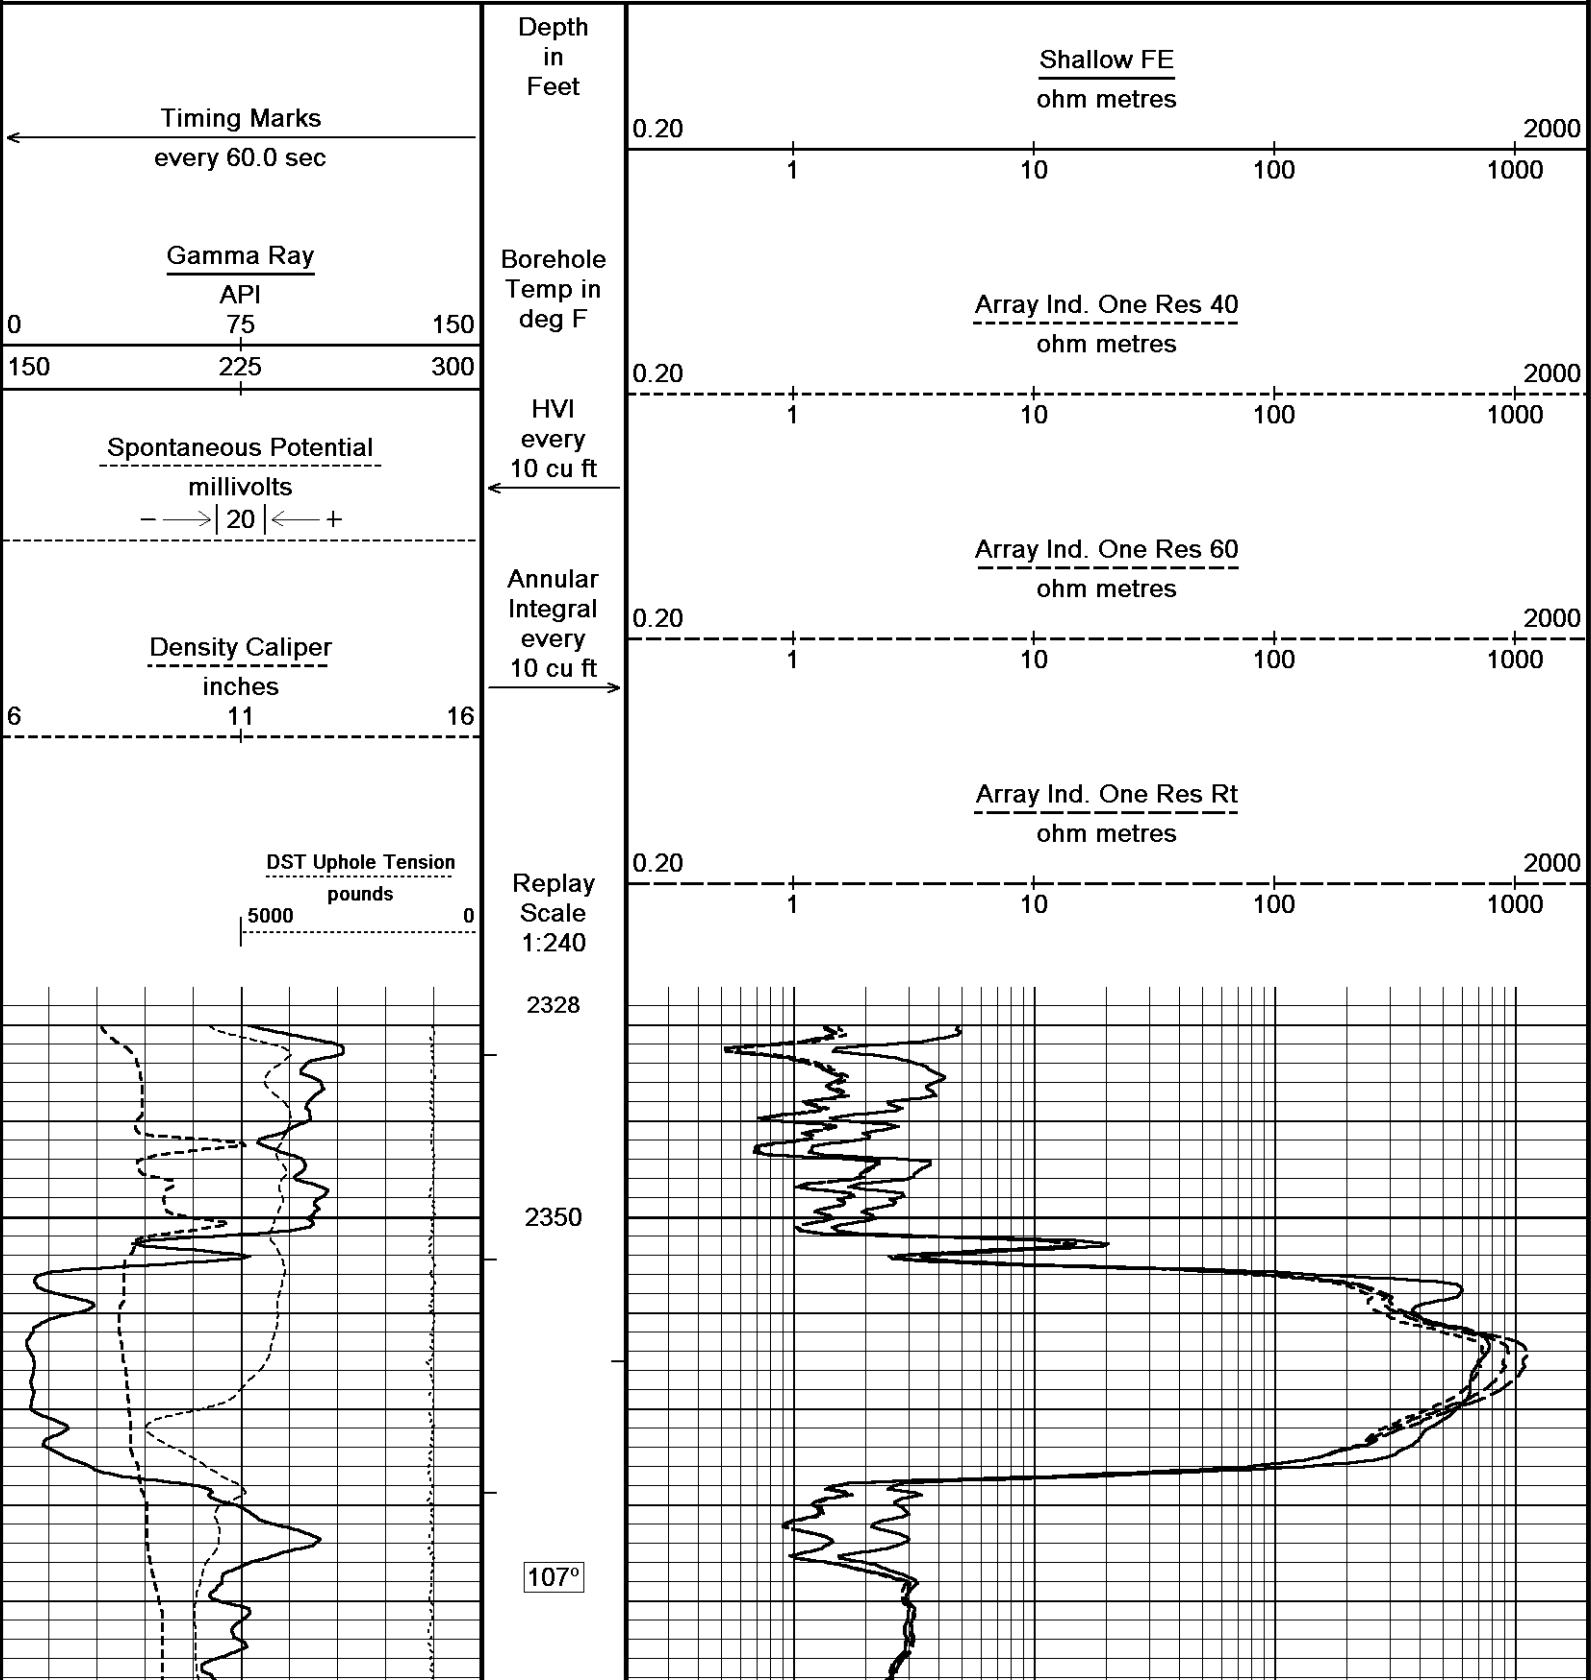 Timing Marks
every 60.0 sec
Gamma Ray
API
0 75 150
150 225 300
Spontaneous Potential
millivolts
− 20 +
Density Caliper
inches
6 11 16
DST Uphole Tension
pounds
5000 0
Depth
in
Feet
Borehole
Temp in
deg F
HVI
every
10 cu ft
Annular
Integral
every
10 cu ft
Replay
Scale
1:240
Shallow FE
ohm metres
0.20 2000
1 10 100 1000
Array Ind. One Res 40
ohm metres
0.20 2000
1 10 100 1000
Array Ind. One Res 60
ohm metres
0.20 2000
1 10 100 1000
Array Ind. One Res Rt
ohm metres
0.20 2000
1 10 100 1000
2328
2350
107º